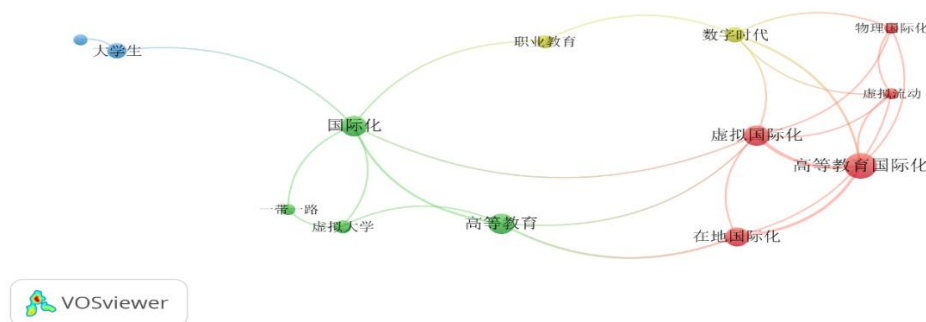 物理国际化
职业教育
数字时代
大学生
虚拟流动
国际化
虚拟国际化
高等教育国际化
一带一路
虚拟大学
高等教育
在地国际化
VOSviewer